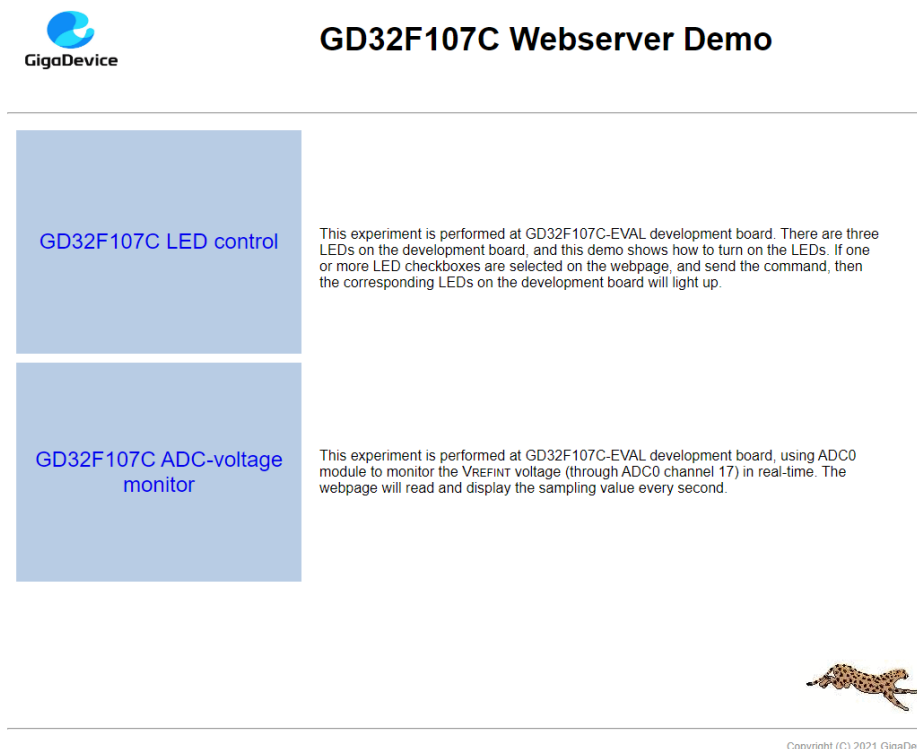 GigaDevice
GD32F107C Webserver Demo
GD32F107C LED control
This experiment is performed at GD32F107C-EVAL development board. There are three
LEDs on the development board, and this demo shows how to turn on the LEDs. If one
or more LED checkboxes are selected on the webpage, and send the command, then
the corresponding LEDs on the development board will light up.
GD32F107C ADC-voltage
monitor
This experiment is performed at GD32F107C-EVAL development board, using ADC0
module to monitor the VREFINT voltage (through ADC0 channel 17) in real-time. The
webpage will read and display the sampling value every second.
Copyright (C) 2021 GigaDe